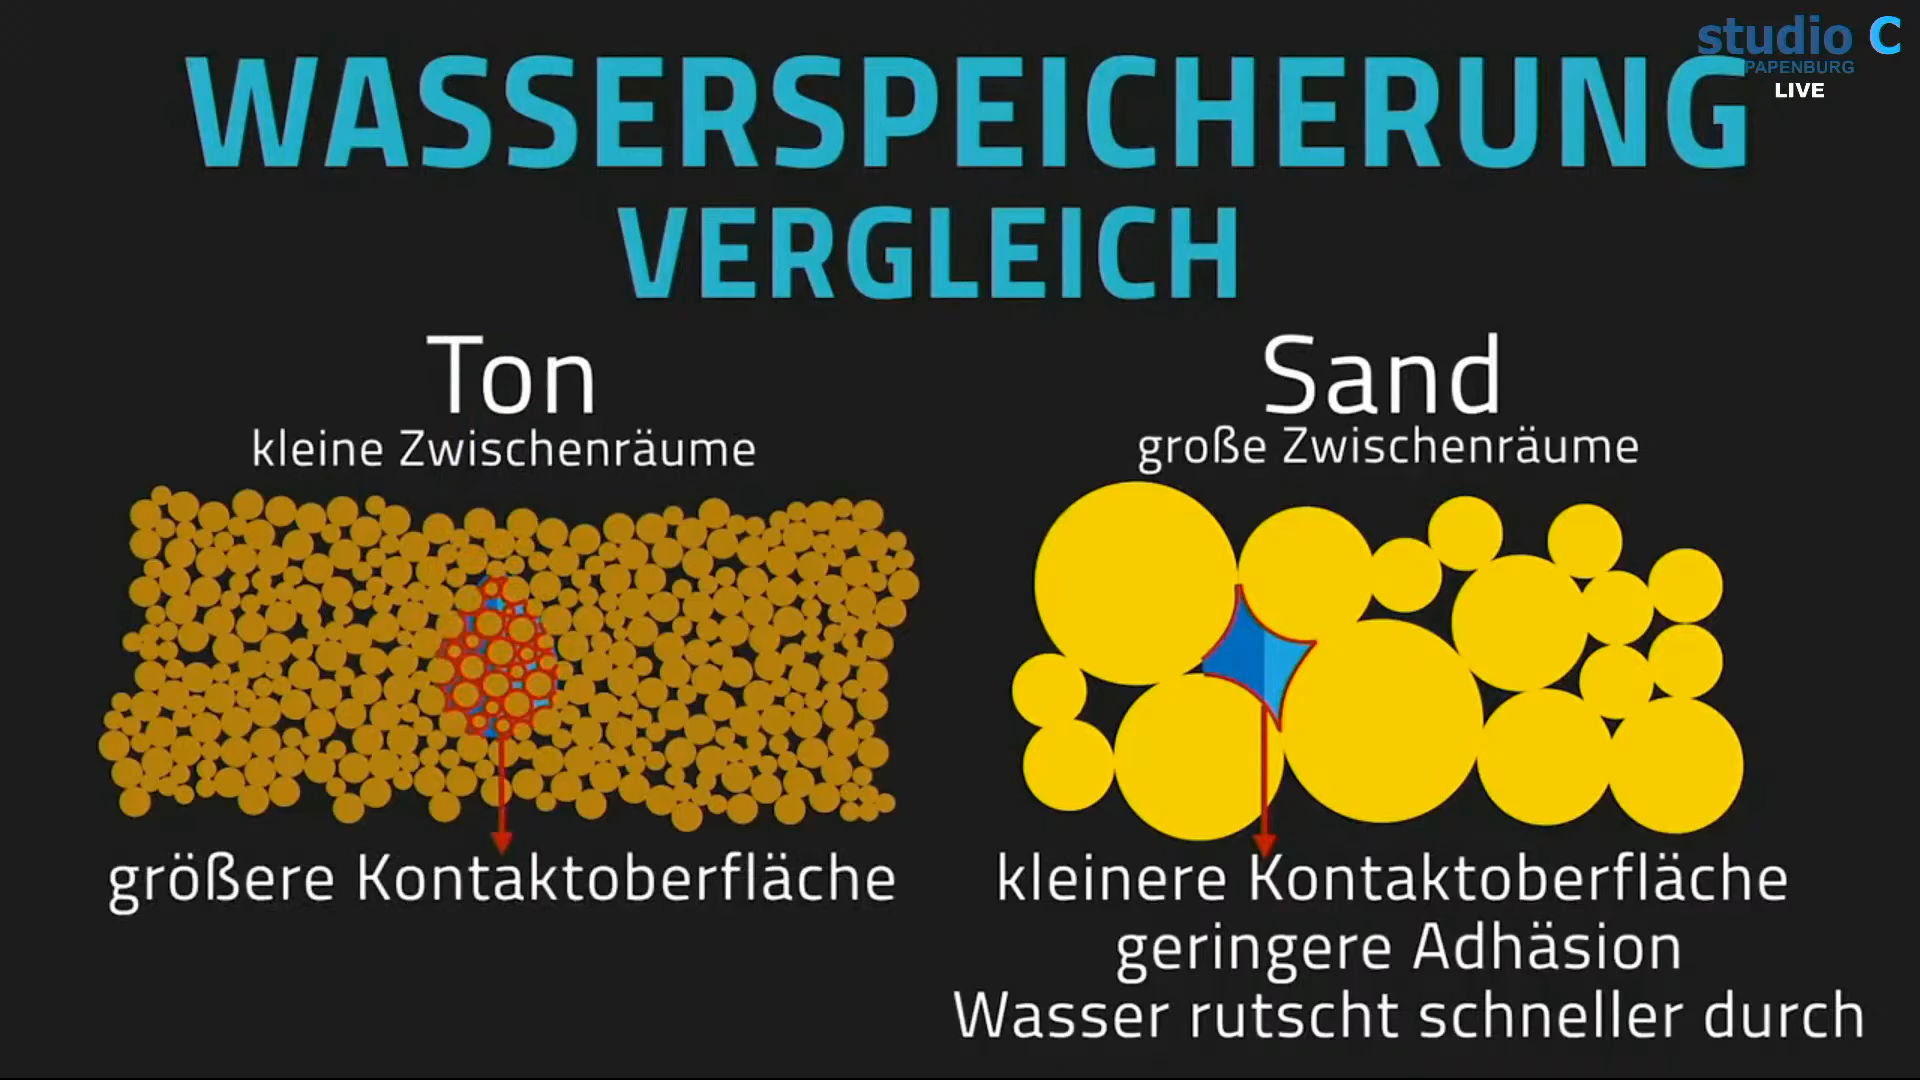 studio C
PAPENBURG
LIVE
WASSERSPEICHERUNG
VERGLEICH
Ton
kleine Zwischenräume
größere Kontaktoberfläche
Sand
große Zwischenräume
kleinere Kontaktoberfläche
geringere Adhäsion
Wasser rutscht schneller durch